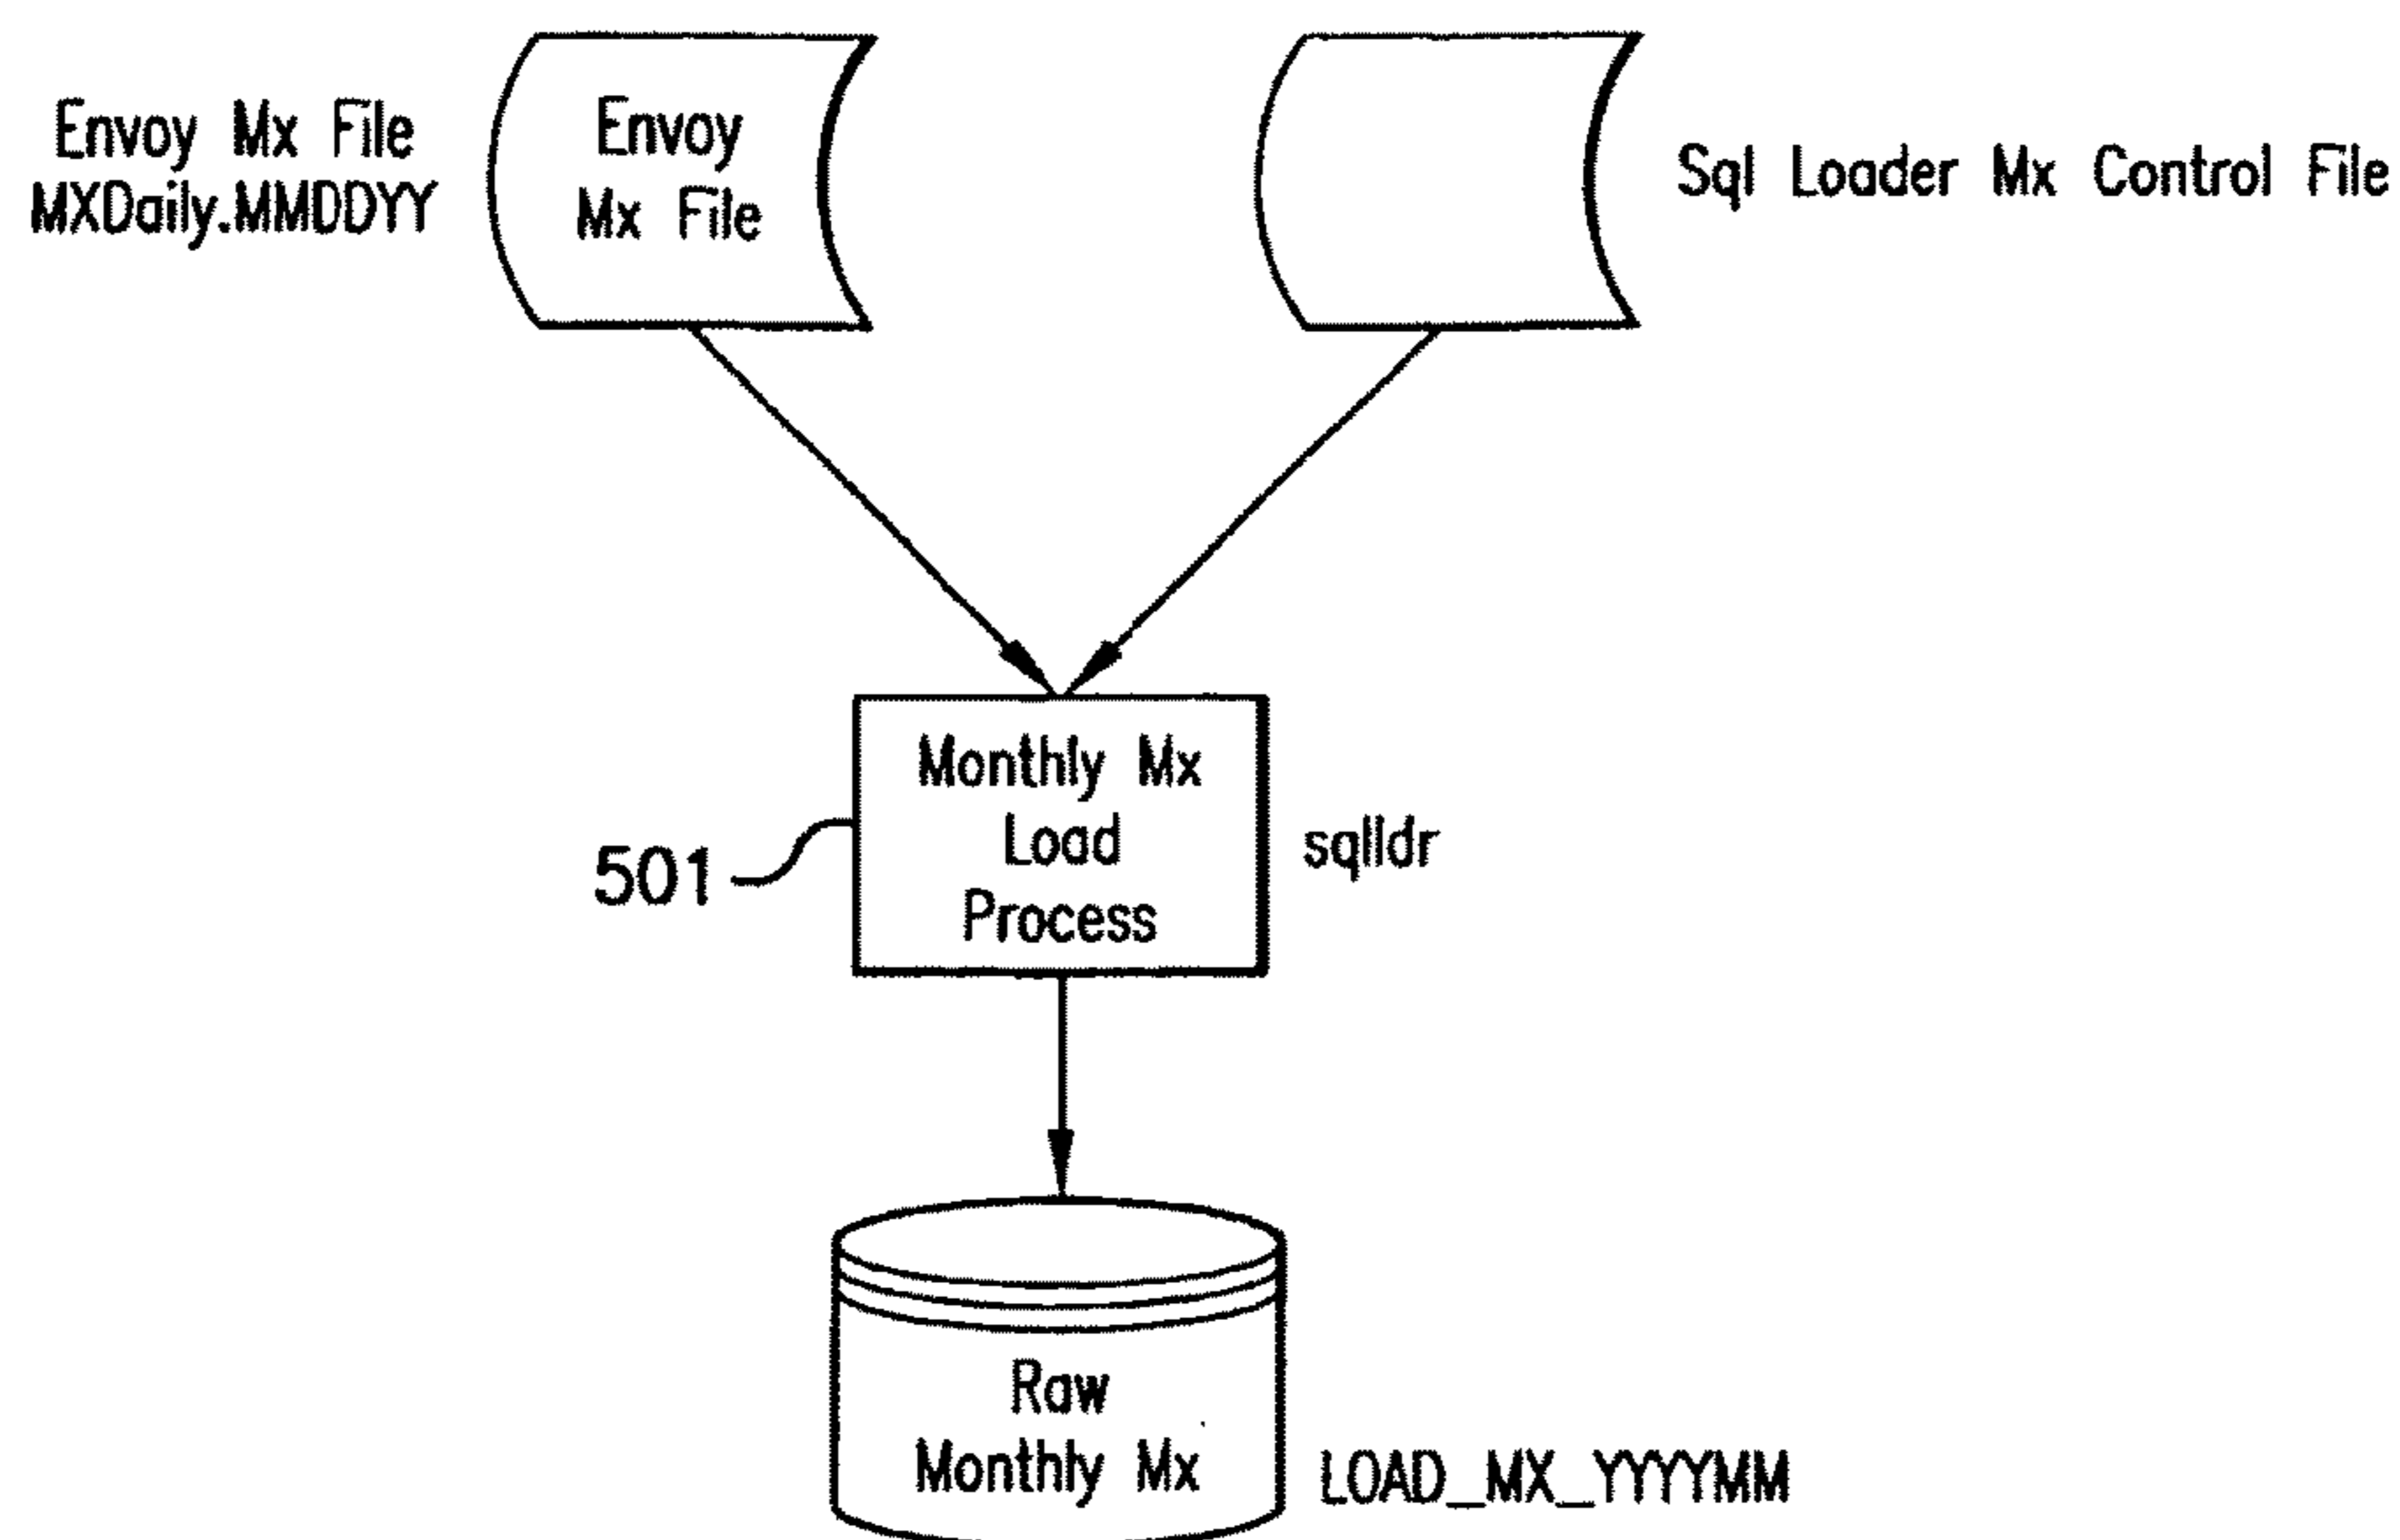 Envoy Mx File
MXDaily.MMDDYY
Envoy
Mx File
Sql Loader Mx Control File
Monthly Mx
Load
Process
501
sqlldr
Raw
Monthly Mx
LOAD_MX_YYYYMM